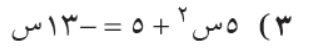 ٣) ٥س٢ + ٥ = −١٣س